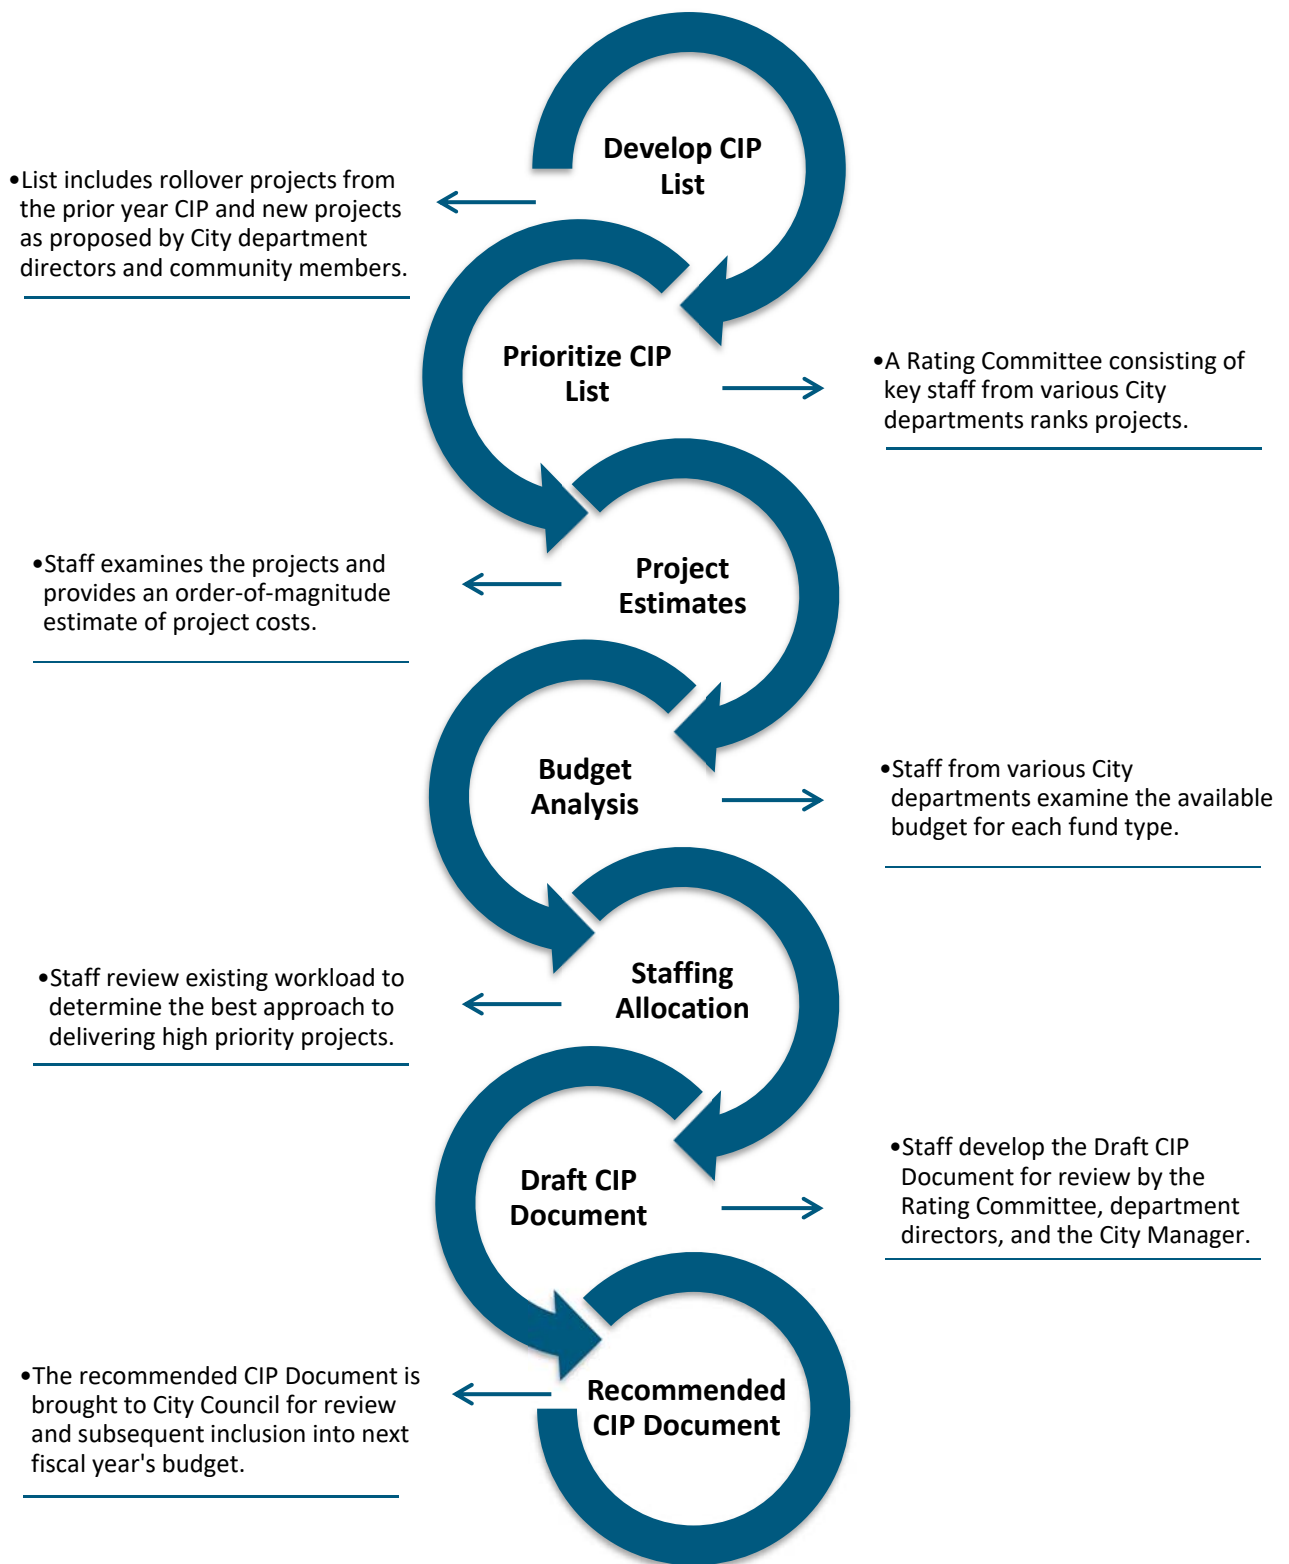 Develop CIP
List
•List includes rollover projects from
the prior year CIP and new projects
as proposed by City department
directors and community members.
Prioritize CIP
List
•A Rating Committee consisting of
key staff from various City
departments ranks projects.
Project
Estimates
•Staff examines the projects and
provides an order-of-magnitude
estimate of project costs.
Budget
Analysis
•Staff from various City
departments examine the available
budget for each fund type.
Staffing
Allocation
•Staff review existing workload to
determine the best approach to
delivering high priority projects.
Draft CIP
Document
•Staff develop the Draft CIP
Document for review by the
Rating Committee, department
directors, and the City Manager.
Recommended
CIP Document
•The recommended CIP Document is
brought to City Council for review
and subsequent inclusion into next
fiscal year's budget.